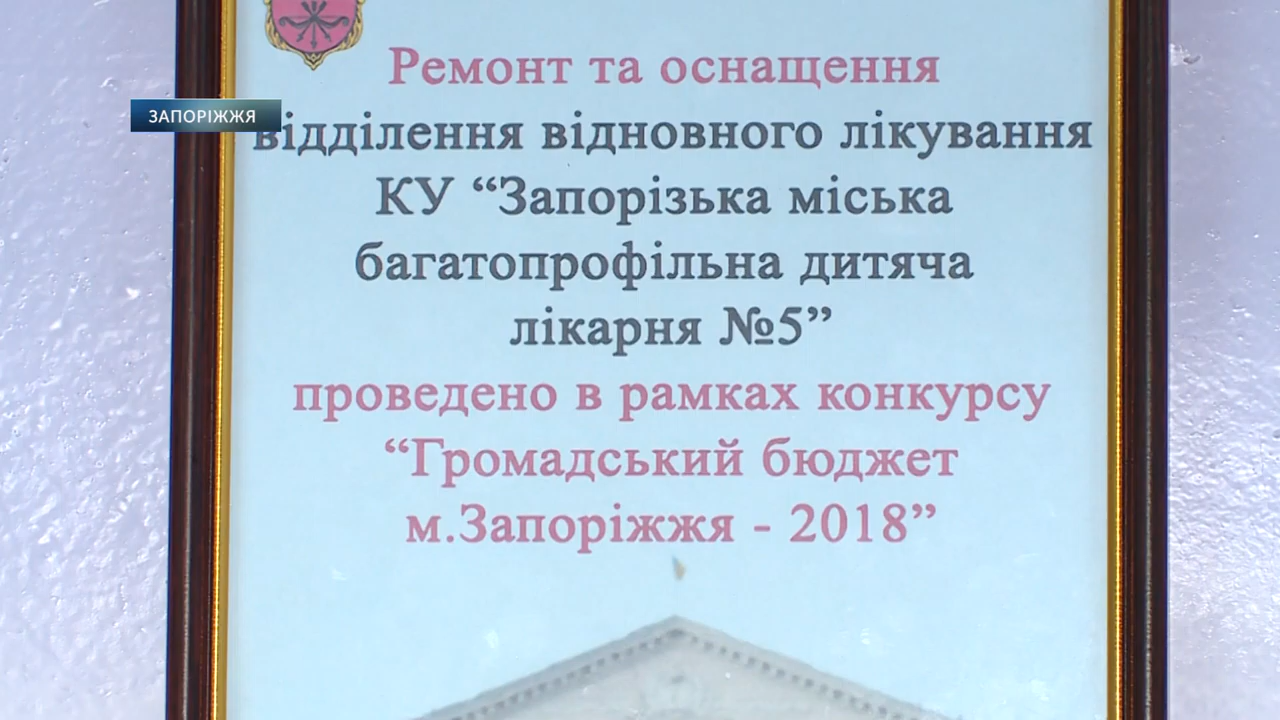 Ремонт та оснащення
ЗАПОРІЖЖЯ
відділення відновного лікування
КУ “Запорізька міська
багатопрофільна дитяча
лікарня №5”
проведено в рамках конкурсу
“Громадський бюджет
м.Запоріжжя - 2018”